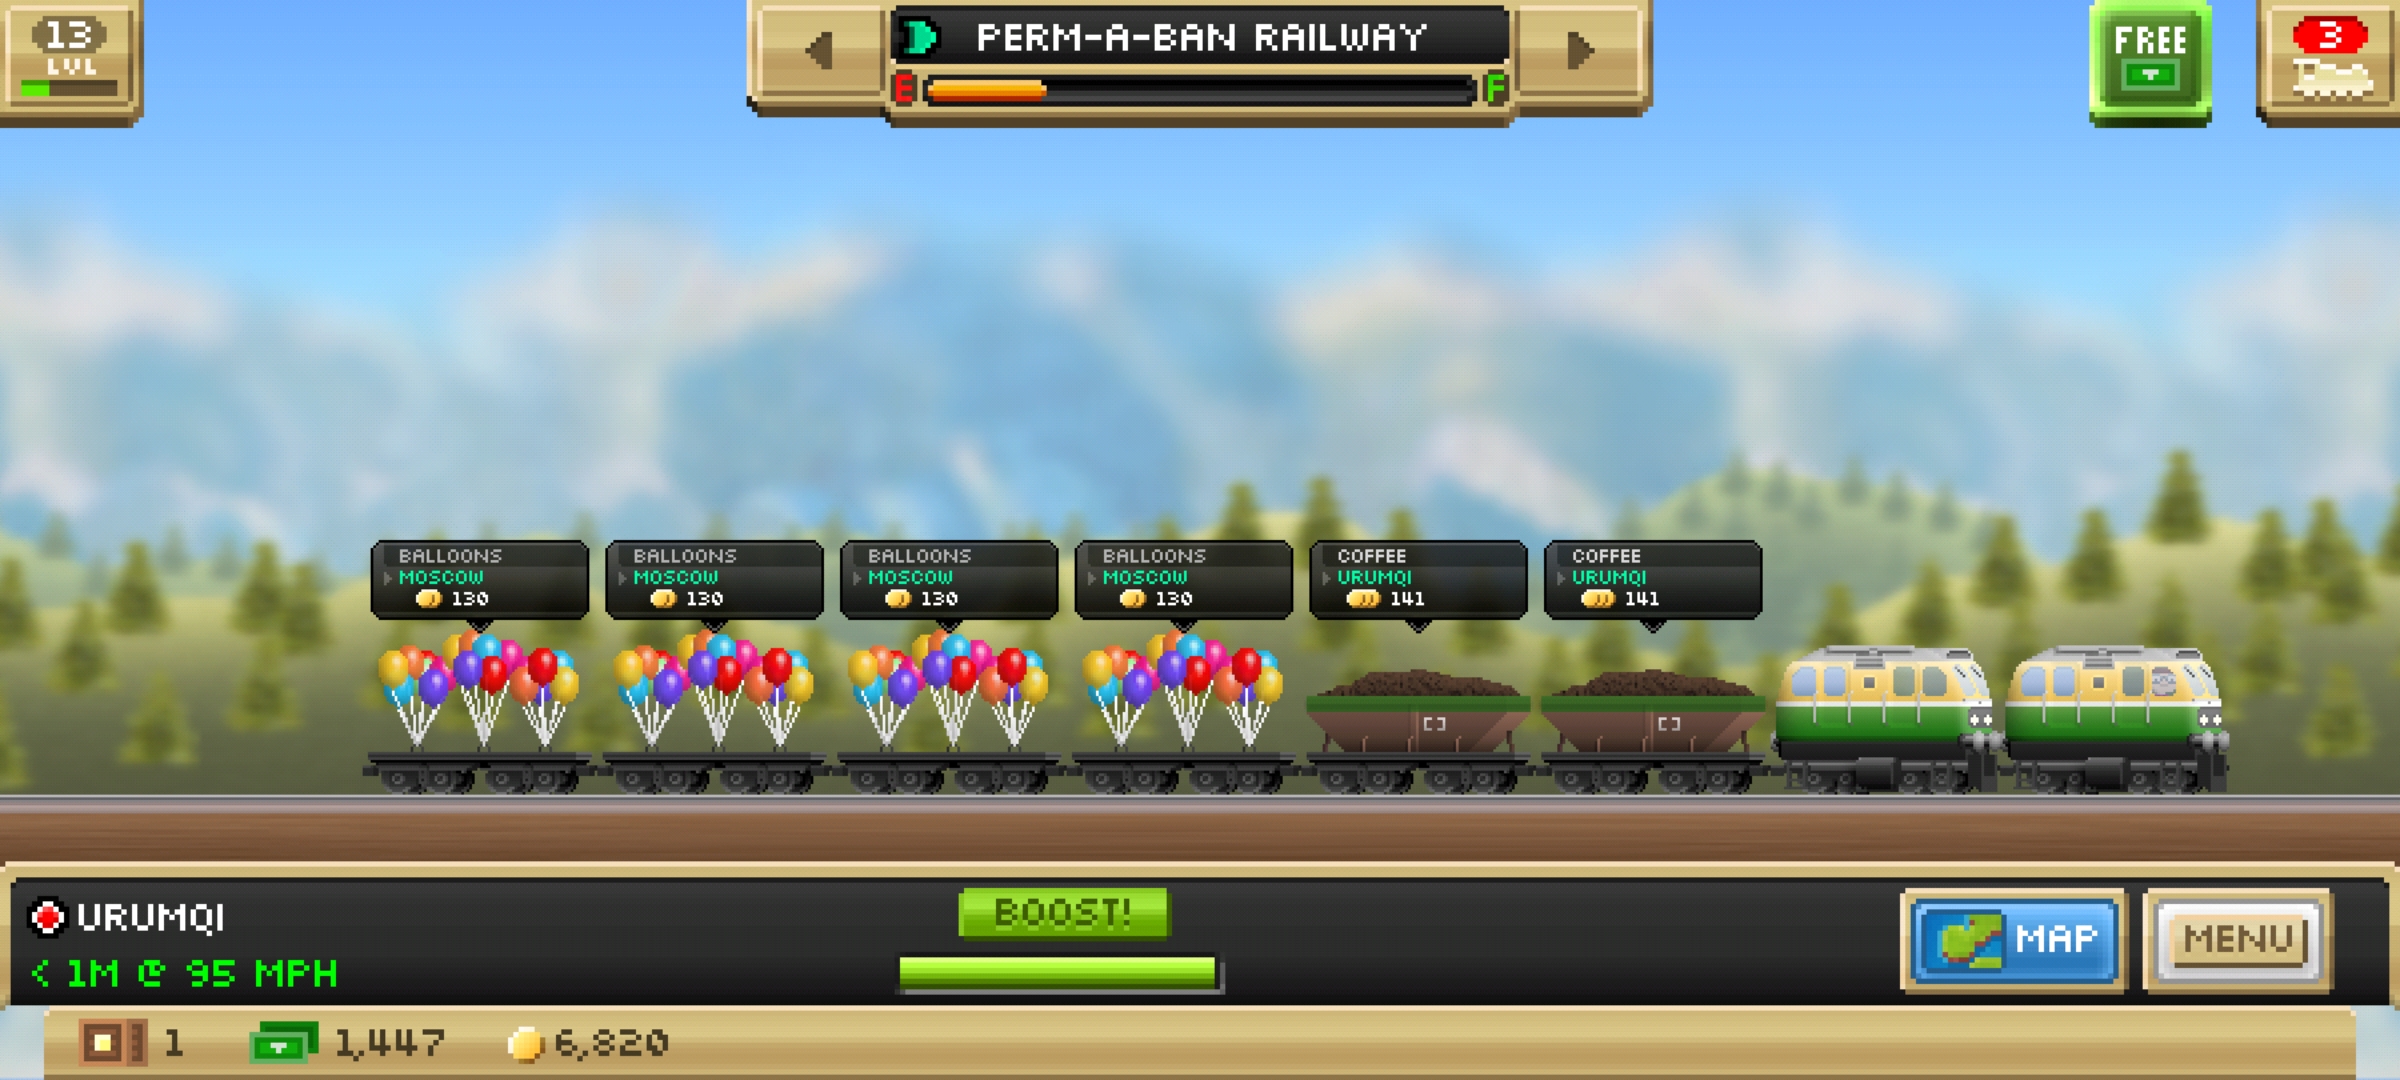 13
LVL
PERM-A-BAN RAILWAY
E
F
FREE
3
BALLOONS
MOSCOW
130
BALLOONS
MOSCOW
130
BALLOONS
MOSCOW
130
BALLOONS
MOSCOW
130
COFFEE
URUMQI
141
COFFEE
URUMQI
141
URUMQI
< 1M @ 95 MPH
BOOST!
MAP
MENU
1
1,447
6,820